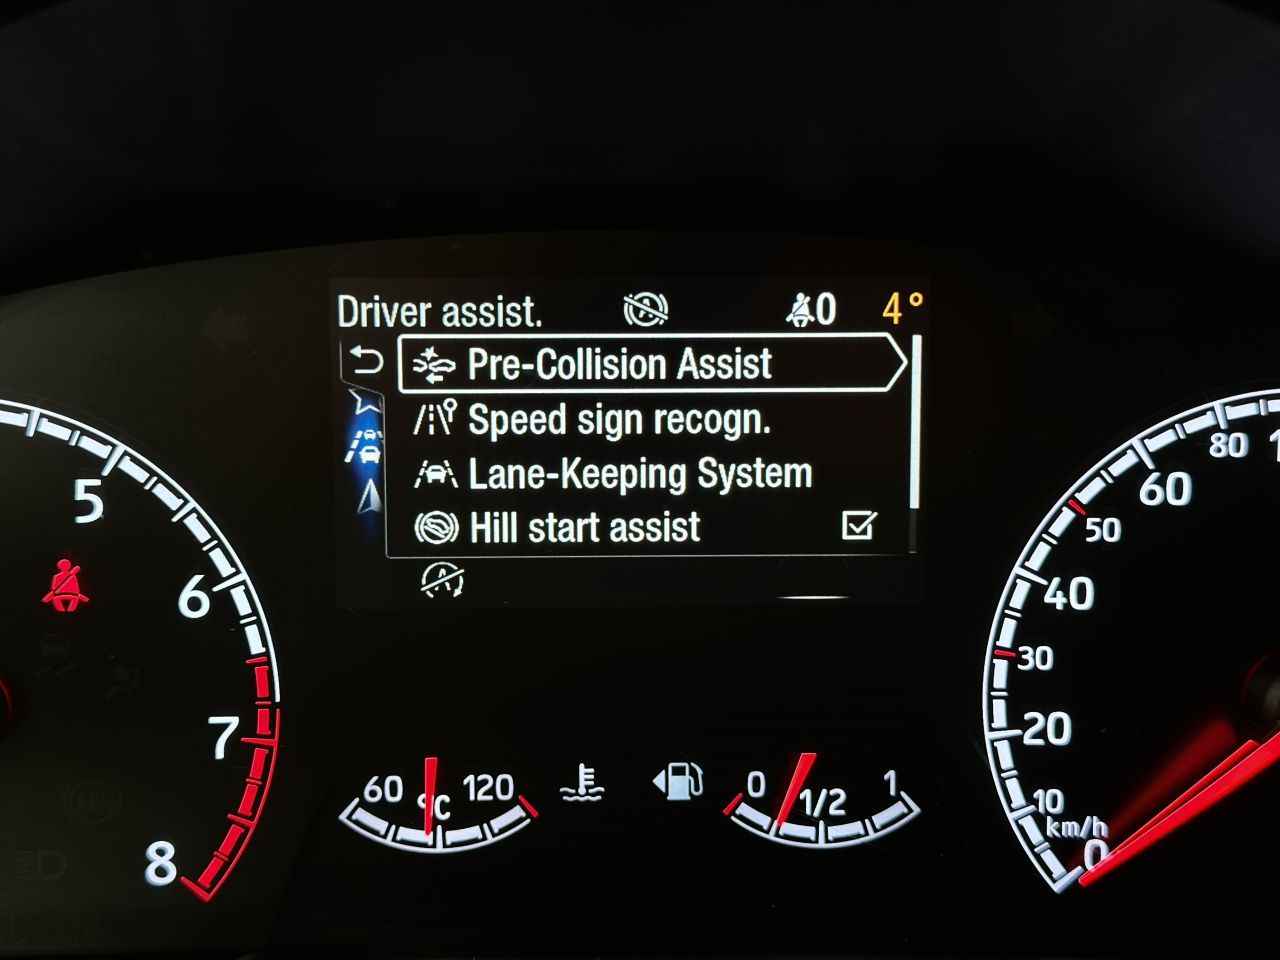 Driver assist. 0 4°
Pre-Collision Assist
Speed sign recogn.
Lane-Keeping System
Hill start assist
5
6
7
8
60 120
°C
0 1/2 1
80
60
50
40
30
20
10
km/h
0